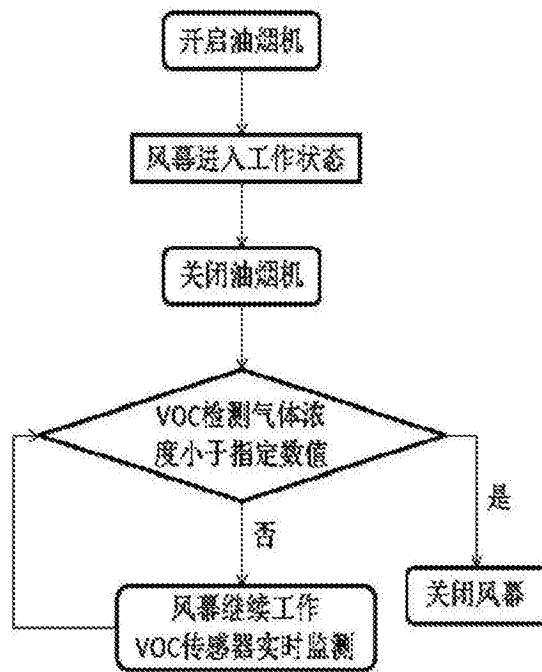 开启油烟机
风幕进入工作状态
关闭油烟机
VOC检测气体浓
度小于指定数值
是
否
风幕继续工作
VOC传感器实时监测
关闭风幕